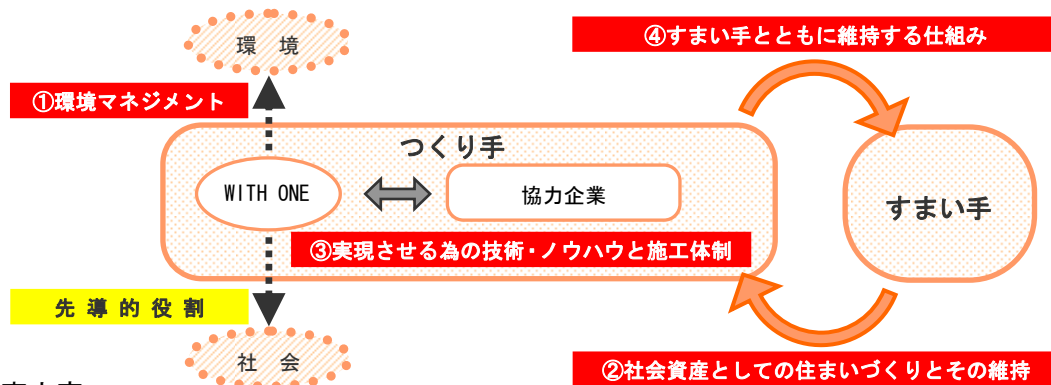 環境
④すまい手とともに維持する仕組み
①環境マネジメント
つくり手
WITH ONE
協力企業
すまい手
③実現させる為の技術・ノウハウと施工体制
先導的役割
社会
②社会資産としての住まいづくりとその維持